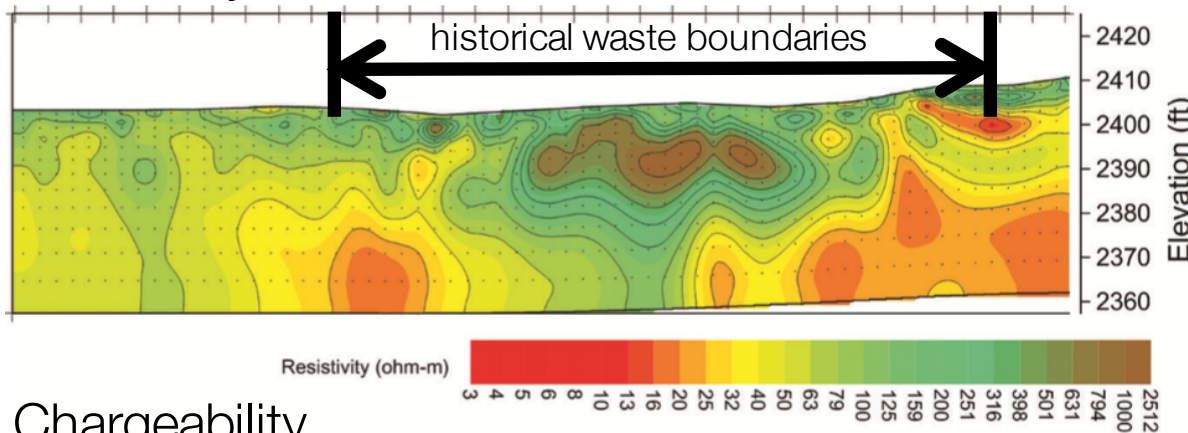 historical waste boundaries
2420
2410
2400
2390
2380
2370
2360
Elevation (ft)
Resistivity (ohm-m)
3 4 5 6 8 10 13 16 20 25 32 40 50 63 79 100 125 159 200 251 316 398 501 631 794 1000 2512
Chargeability